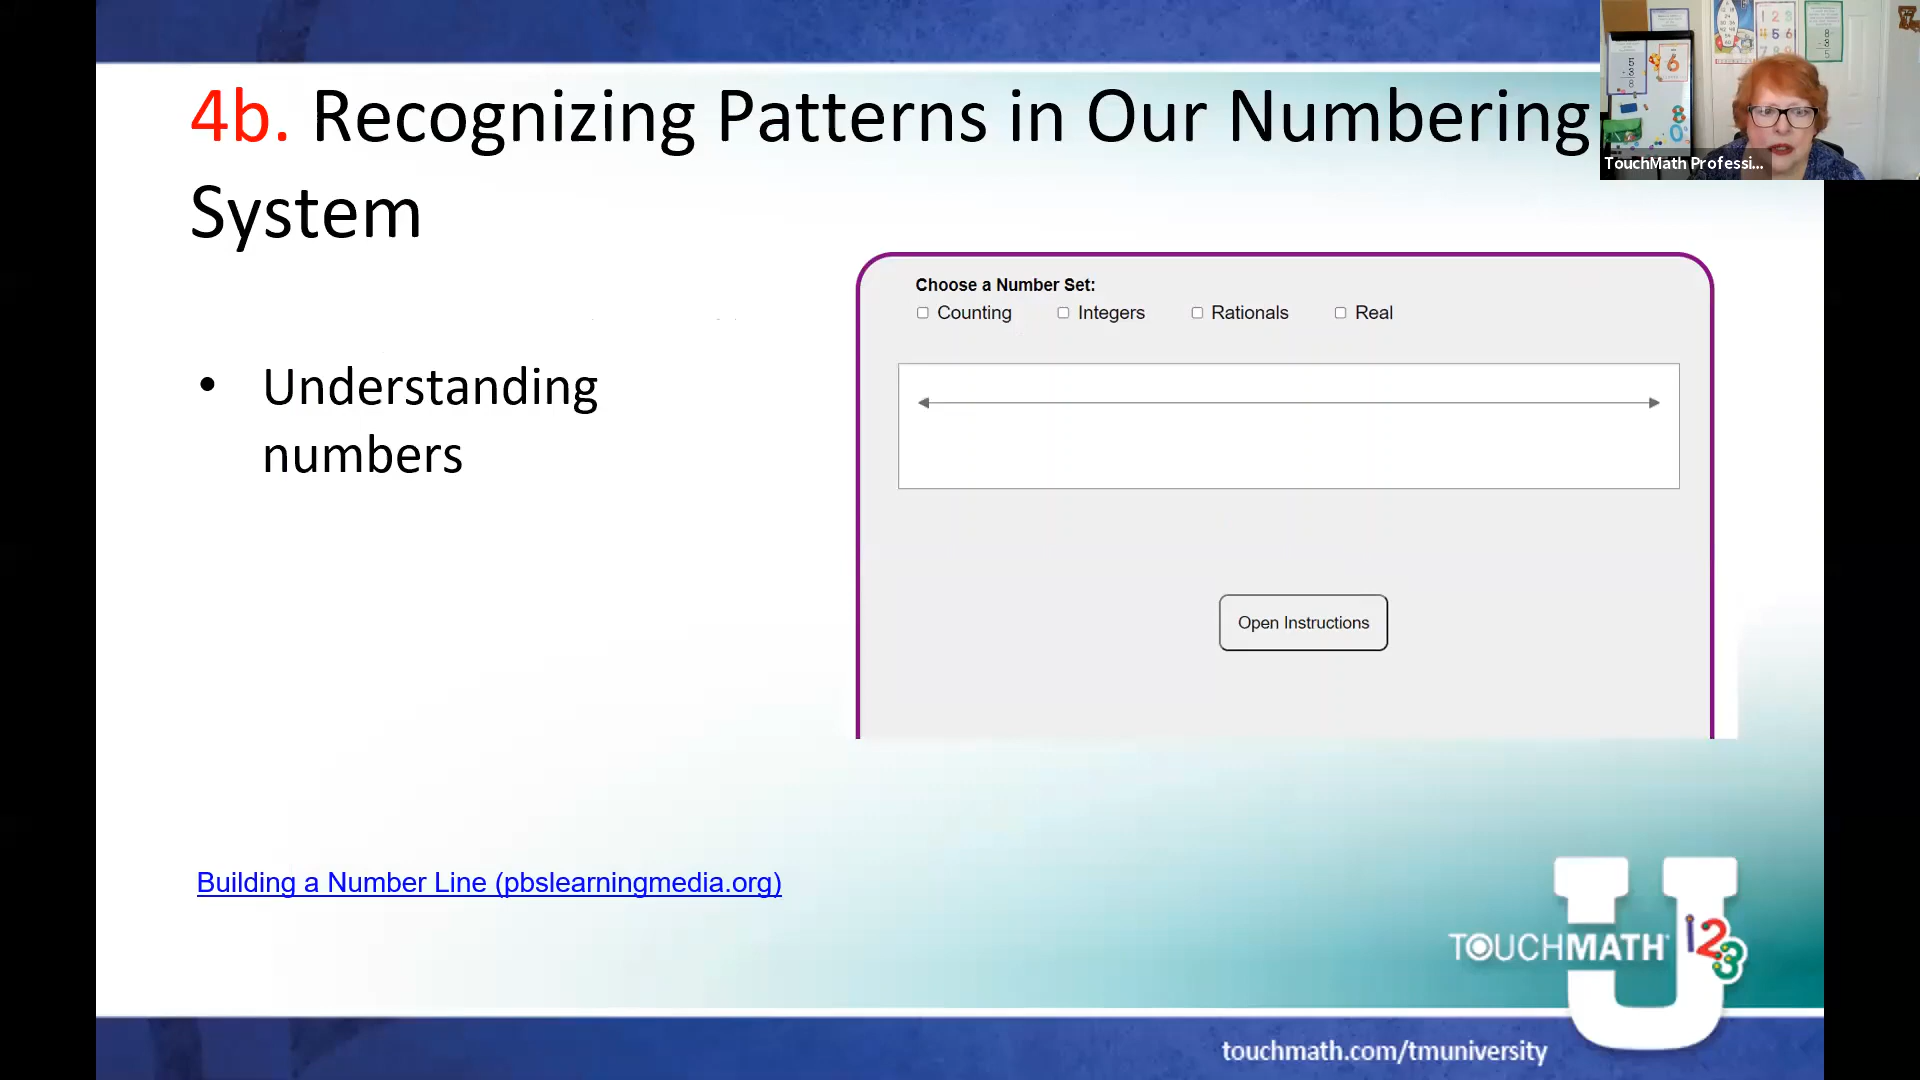 4b. Recognizing Patterns in Our Numbering
System
TouchMath Professi...
Choose a Number Set:
Counting Integers Rationals Real
• Understanding
numbers
Open Instructions
Building a Number Line (pbslearningmedia.org)
TOUCHMATH 123
touchmath.com/tmuniversity